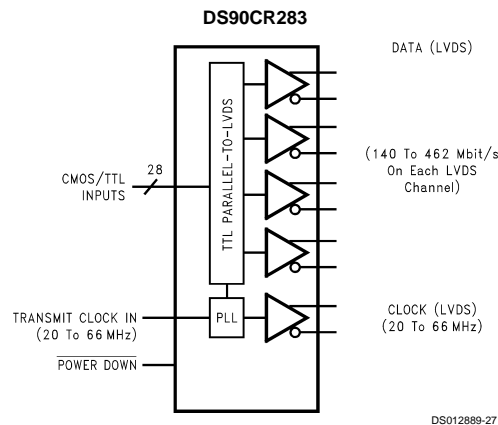 DS90CR283
DATA (LVDS)
TTL PARALLEL-TO-LVDS
28
CMOS/TTL
INPUTS
(140 To 462 Mbit/s
On Each LVDS
Channel)
TRANSMIT CLOCK IN
(20 To 66 MHz)
PLL
CLOCK (LVDS)
(20 To 66 MHz)
POWER DOWN
DS012889-27